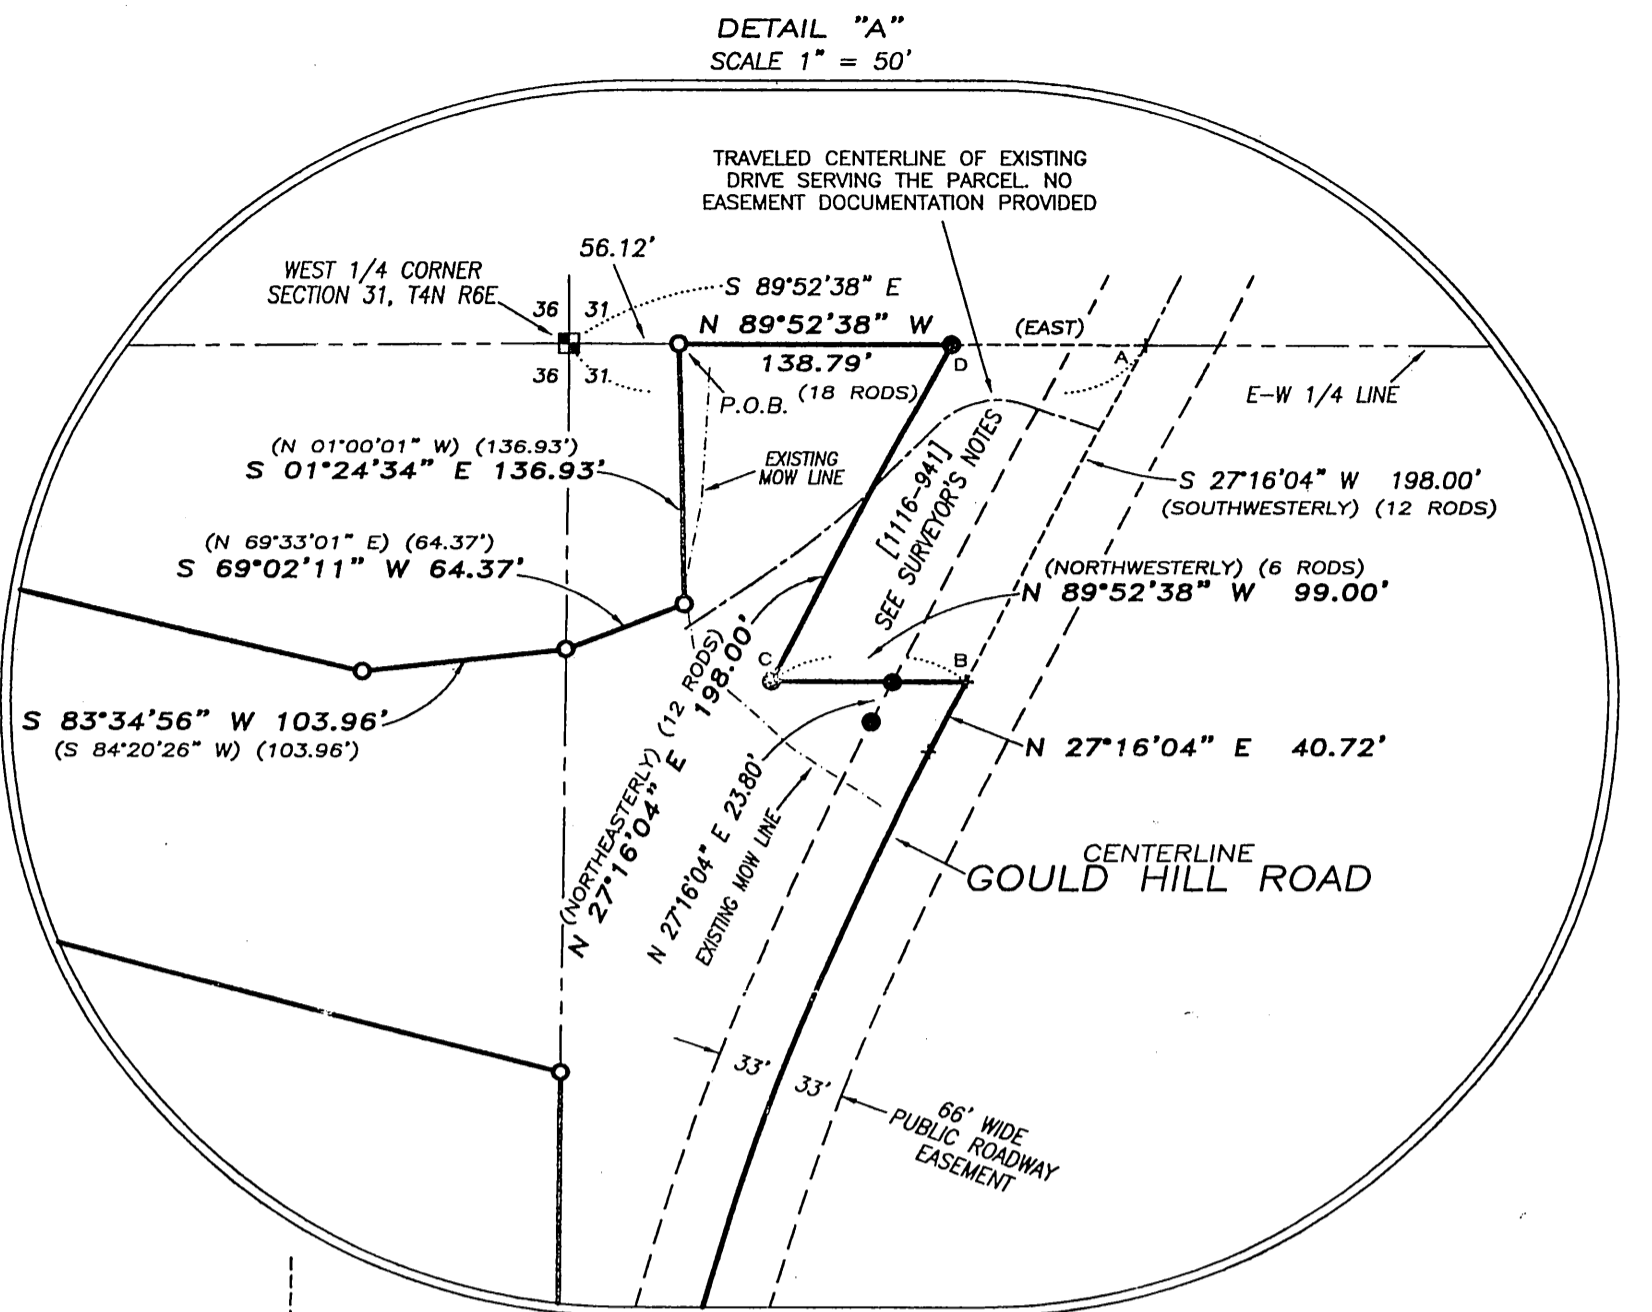 DETAIL "A"
SCALE 1" = 50'
TRAVELED CENTERLINE OF EXISTING
DRIVE SERVING THE PARCEL. NO
EASEMENT DOCUMENTATION PROVIDED
56.12'
WEST 1/4 CORNER
SECTION 31, T4N R6E
36 31
S 89°52'38" E
N 89°52'38" W
(EAST)
138.79'
D
A
36 31
(18 RODS)
P.O.B.
E-W 1/4 LINE
(N 01°00'01" W) (136.93')
S 01°24'34" E 136.93'
EXISTING
MOW LINE
[1116-941]
SEE SURVEYOR'S NOTES
S 27°16'04" W 198.00'
(SOUTHWESTERLY) (12 RODS)
(N 69°33'01" E) (64.37')
S 69°02'11" W 64.37'
(NORTHWESTERLY) (6 RODS)
N 89°52'38" W 99.00'
C
B
S 83°34'56" W 103.96'
(S 84°20'26" W) (103.96')
(NORTHEASTERLY) (12 RODS)
N 27°16'04" E 198.00'
N 27°16'04" E 23.80'
EXISTING MOW LINE
N 27°16'04" E 40.72'
CENTERLINE
GOULD HILL ROAD
33'
33'
66' WIDE
PUBLIC ROADWAY
EASEMENT